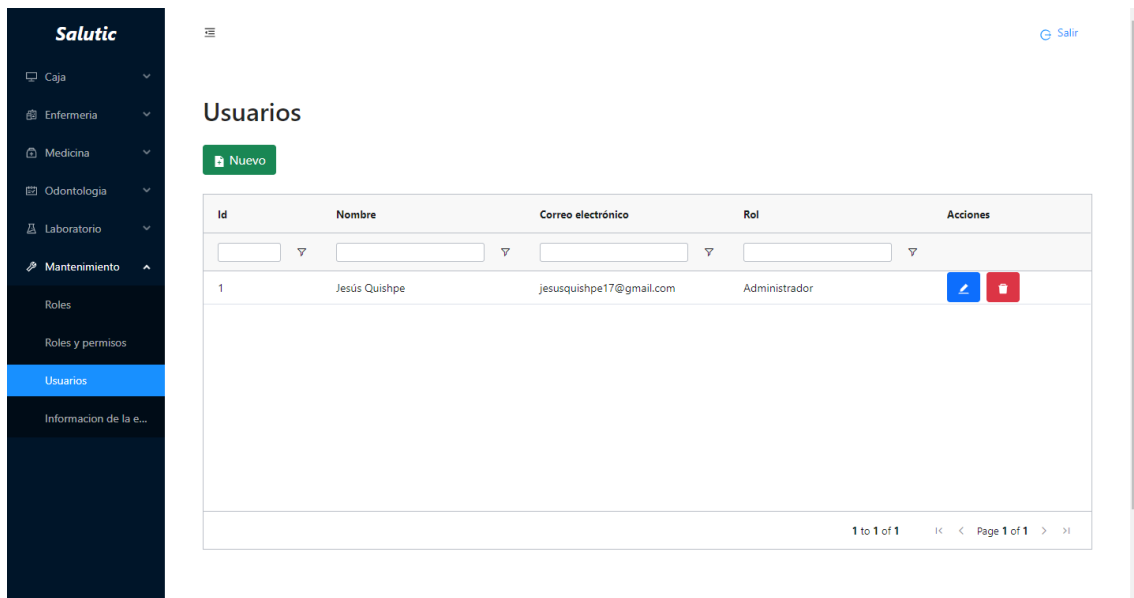 Salutic
Salir
Caja
Enfermeria
Medicina
Odontologia
Laboratorio
Mantenimiento
Roles
Roles y permisos
Usuarios
Informacion de la e...
Usuarios
Nuevo
Id Nombre Correo electrónico Rol Acciones
1 Jesús Quishpe jesusquishpe17@gmail.com Administrador
1 to 1 of 1 Page 1 of 1